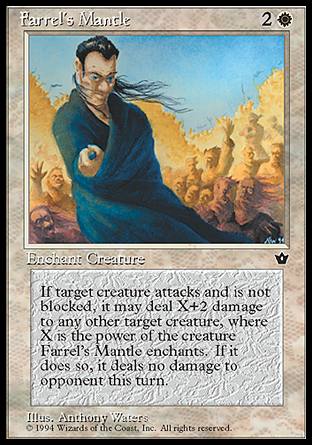 Farrel's Mantle 2
Enchant Creature
If target creature attacks and is not
blocked, it may deal X+2 damage
to any other target creature, where
X is the power of the creature
Farrel's Mantle enchants. If it
does so, it deals no damage to
opponent this turn.
Illus. Anthony Waters
© 1994 Wizards of the Coast, Inc. All rights reserved.